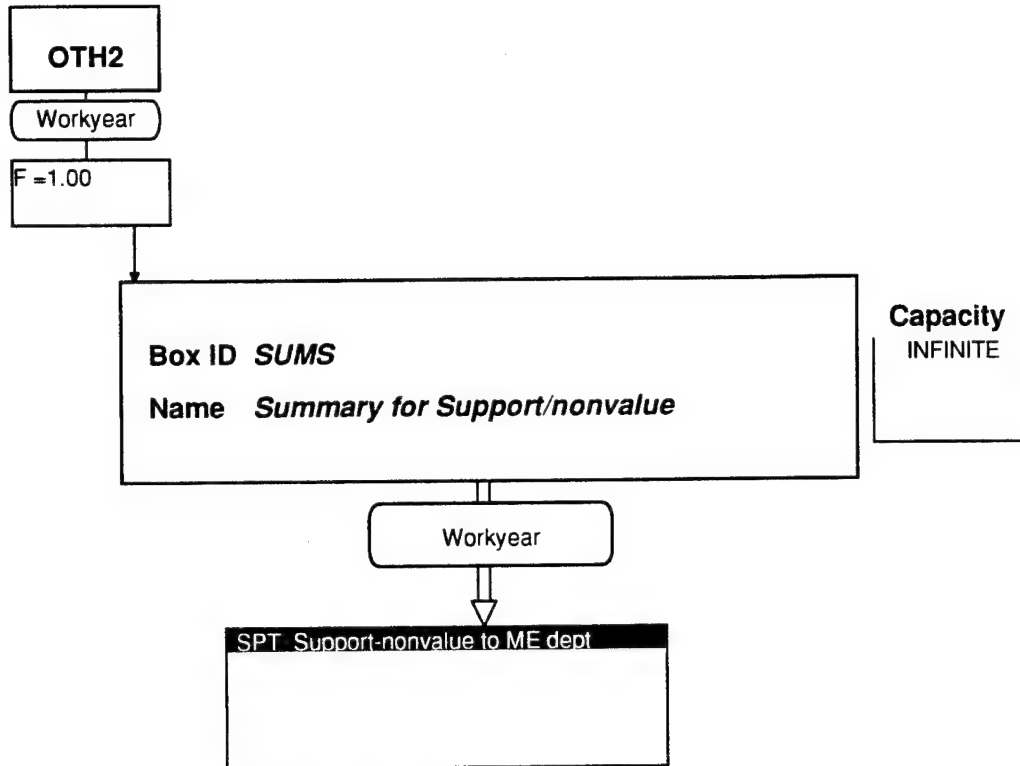 OTH2
Workyear
F =1.00
Box ID SUMS
Name Summary for Support/nonvalue
Capacity
INFINITE
Workyear
SPT Support-nonvalue to ME dept